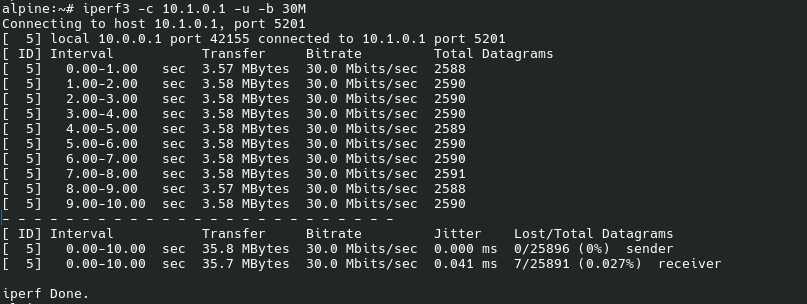 alpine:~# iperf3 -c 10.1.0.1 -u -b 30M
Connecting to host 10.1.0.1, port 5201
[  5] local 10.0.0.1 port 42155 connected to 10.1.0.1 port 5201
[ ID] Interval           Transfer     Bitrate         Total Datagrams
[  5]   0.00-1.00   sec  3.57 MBytes  30.0 Mbits/sec  2588
[  5]   1.00-2.00   sec  3.58 MBytes  30.0 Mbits/sec  2590
[  5]   2.00-3.00   sec  3.58 MBytes  30.0 Mbits/sec  2590
[  5]   3.00-4.00   sec  3.58 MBytes  30.0 Mbits/sec  2590
[  5]   4.00-5.00   sec  3.58 MBytes  30.0 Mbits/sec  2589
[  5]   5.00-6.00   sec  3.58 MBytes  30.0 Mbits/sec  2590
[  5]   6.00-7.00   sec  3.58 MBytes  30.0 Mbits/sec  2590
[  5]   7.00-8.00   sec  3.58 MBytes  30.0 Mbits/sec  2591
[  5]   8.00-9.00   sec  3.57 MBytes  30.0 Mbits/sec  2588
[  5]   9.00-10.00  sec  3.58 MBytes  30.0 Mbits/sec  2590
- - - - - - - - - - - - - - - - - - - - - - - - -
[ ID] Interval           Transfer     Bitrate         Jitter    Lost/Total Datagrams
[  5]   0.00-10.00  sec  35.8 MBytes  30.0 Mbits/sec  0.000 ms  0/25896 (0%)  sender
[  5]   0.00-10.00  sec  35.7 MBytes  30.0 Mbits/sec  0.041 ms  7/25891 (0.027%)  receiver
iperf Done.